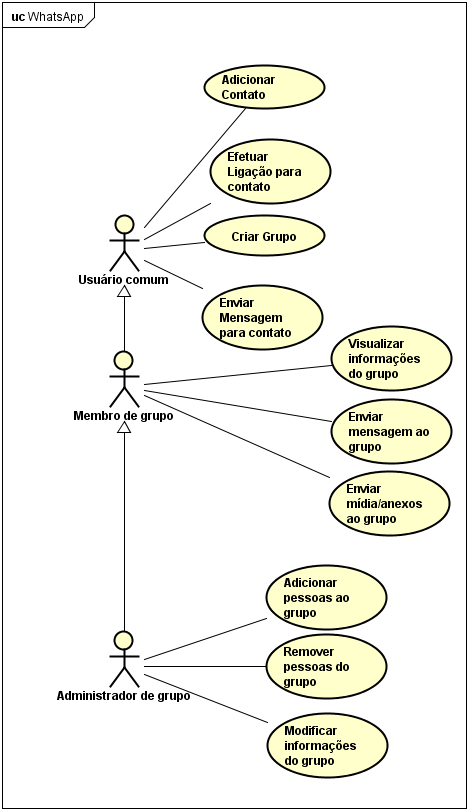 uc WhatsApp
Adicionar
Contato
Efetuar
Ligação para
contato
Criar Grupo
Usuário comum
Enviar
Mensagem
para contato
Visualizar
informações
do grupo
Membro de grupo
Enviar
mensagem ao
grupo
Enviar
mídia/anexos
ao grupo
Adicionar
pessoas ao
grupo
Remover
pessoas do
grupo
Administrador de grupo
Modificar
informações
do grupo